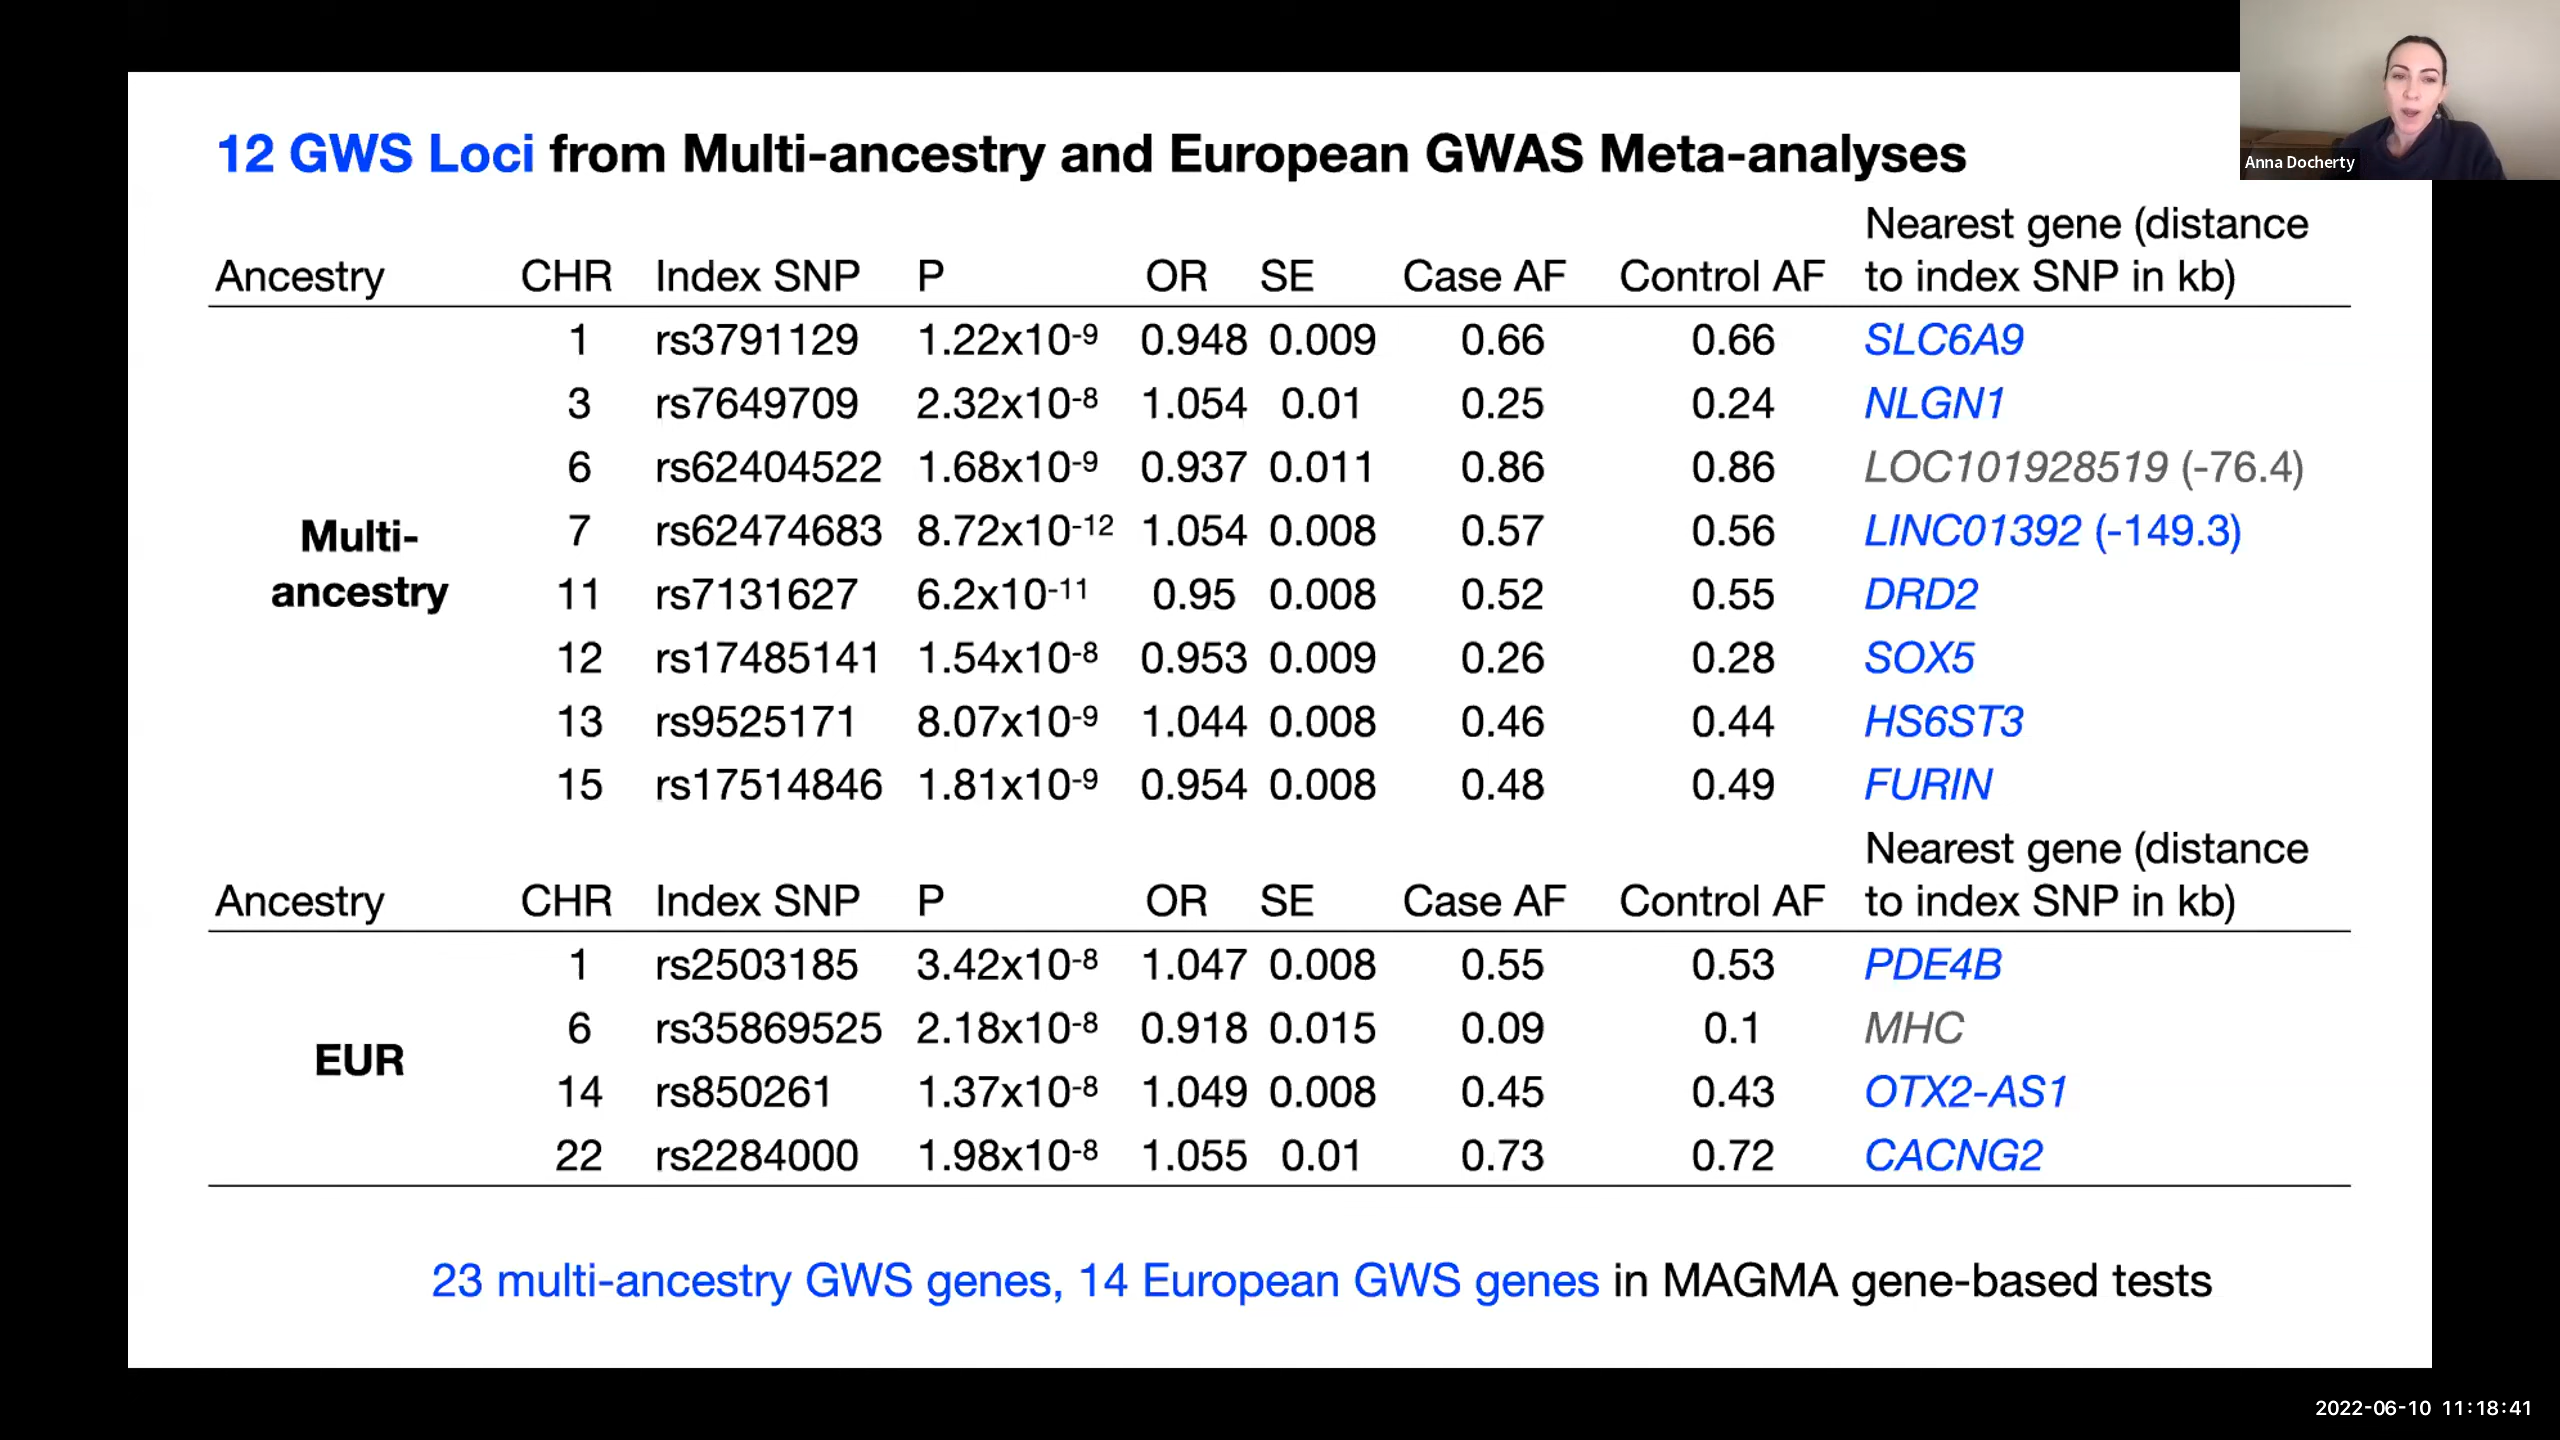 12 GWS Loci from Multi-ancestry and European GWAS Meta-analyses
Anna Docherty
Ancestry CHR Index SNP P OR SE Case AF Control AF Nearest gene (distance to index SNP in kb)
Multi-ancestry
1 rs3791129 1.22x10-9 0.948 0.009 0.66 0.66 SLC6A9
3 rs7649709 2.32x10-8 1.054 0.01 0.25 0.24 NLGN1
6 rs62404522 1.68x10-9 0.937 0.011 0.86 0.86 LOC101928519 (-76.4)
7 rs62474683 8.72x10-12 1.054 0.008 0.57 0.56 LINC01392 (-149.3)
11 rs7131627 6.2x10-11 0.95 0.008 0.52 0.55 DRD2
12 rs17485141 1.54x10-8 0.953 0.009 0.26 0.28 SOX5
13 rs9525171 8.07x10-9 1.044 0.008 0.46 0.44 HS6ST3
15 rs17514846 1.81x10-9 0.954 0.008 0.48 0.49 FURIN
Ancestry CHR Index SNP P OR SE Case AF Control AF Nearest gene (distance to index SNP in kb)
EUR
1 rs2503185 3.42x10-8 1.047 0.008 0.55 0.53 PDE4B
6 rs35869525 2.18x10-8 0.918 0.015 0.09 0.1 MHC
14 rs850261 1.37x10-8 1.049 0.008 0.45 0.43 OTX2-AS1
22 rs2284000 1.98x10-8 1.055 0.01 0.73 0.72 CACNG2
23 multi-ancestry GWS genes, 14 European GWS genes in MAGMA gene-based tests
2022-06-10 11:18:41